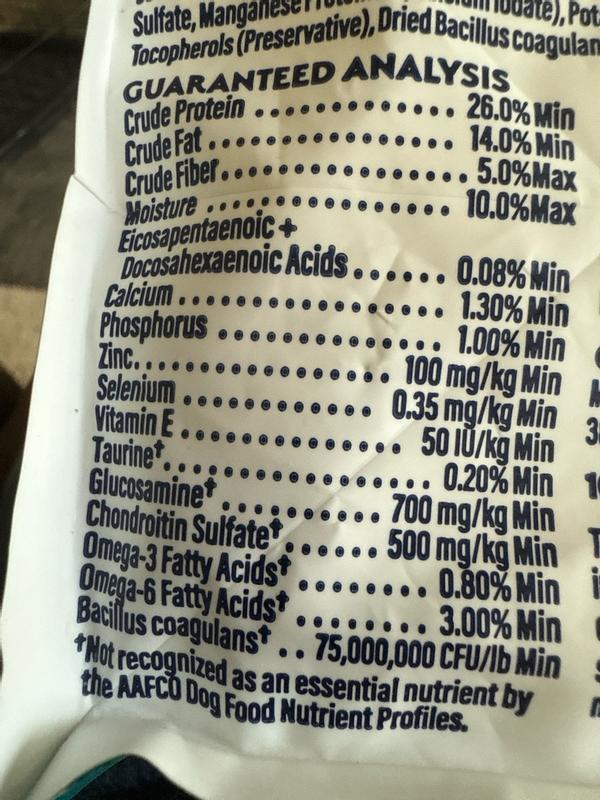 Sulfate, Manganese
Tocopherols (Preservative), Dried Bacillus coagulan
GUARANTEED ANALYSIS
Crude Protein ............. 26.0% Min
Crude Fat ................ 14.0% Min
Crude Fiber ................ 5.0% Max
Moisture ................ 10.0% Max
Eicosapentaenoic +
Docosahexaenoic Acids ...... 0.08% Min
Calcium ................. 1.30% Min
Phosphorus .............. 1.00% Min
Zinc ................ 100 mg/kg Min
Selenium ............ 0.35 mg/kg Min
Vitamin E .............. 50 IU/kg Min
Taurine† ................. 0.20% Min
Glucosamine† .......... 700 mg/kg Min
Chondroitin Sulfate† ...... 500 mg/kg Min
Omega-3 Fatty Acids† ........ 0.80% Min
Omega-6 Fatty Acids† ........ 3.00% Min
Bacillus coagulans† .. 75,000,000 CFU/lb Min
†Not recognized as an essential nutrient by
the AAFCO Dog Food Nutrient Profiles.